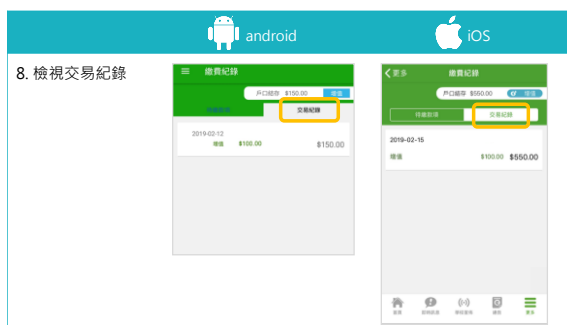 android
iOS
8. 檢視交易紀錄
繳費紀錄
戶口結存 $150.00 增值
待繳款項 交易紀錄
2019-02-12
增值 $100.00 $150.00
更多 繳費紀錄
戶口結存 $550.00 增值
待繳款項 交易紀錄
2019-02-15
增值 $100.00 $550.00
更多